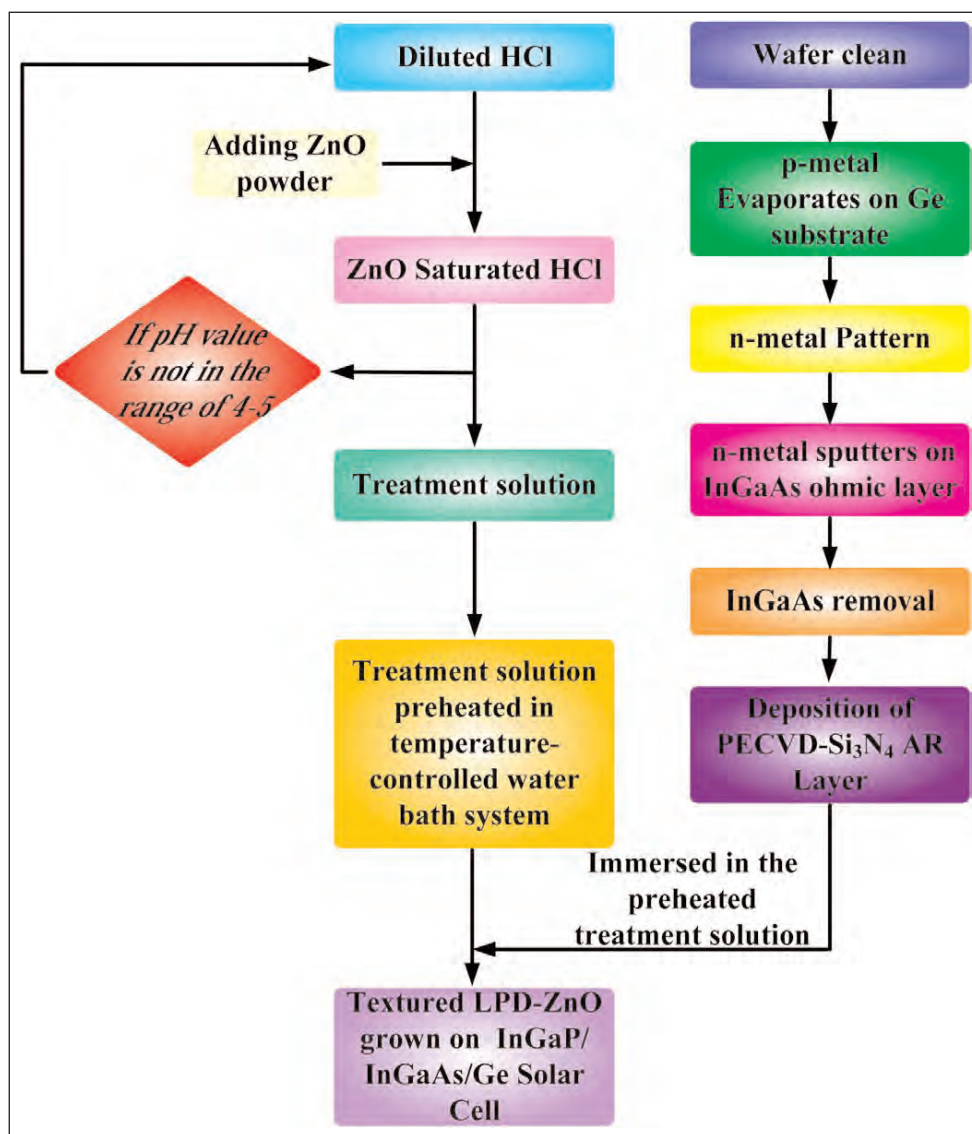 Diluted HCl
Adding ZnO
powder
ZnO Saturated HCl
If pH value
is not in the
range of 4-5
Treatment solution
Treatment solution
preheated in
temperature-
controlled water
bath system
Wafer clean
p-metal
Evaporates on Ge
substrate
n-metal Pattern
n-metal sputters on
InGaAs ohmic layer
InGaAs removal
Deposition of
PECVD-Si₃N₄ AR
Layer
Immersed in the
preheated
treatment solution
Textured LPD-ZnO
grown on InGaP/
InGaAs/Ge Solar
Cell